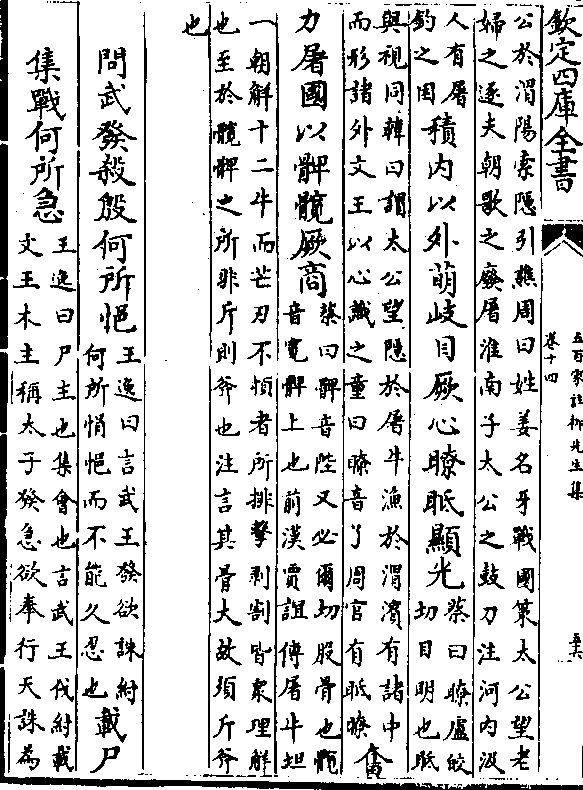 欽定四庫全書
五百家註柳先生集
卷十四
公於渭陽索隱引譙周曰姓姜名牙戰國策太公望老
婦之逐夫朝歌之廢屠淮南子太公之鼓刀注河內汲
人有屠
釣之困
積內以外萌岐目厥心瞭眡顯光
蔡曰瞭盧皎
切目明也眡
與視同韓曰謂太公望隱於屠牛漁於渭濱有諸中
而形諸外文王以心識之童曰瞭音了周官有眡瞭
奮
力屠國以髀髖厥商
蔡曰髀音陛又必爾切股骨也髖
音寛髀上也前漢賈誼傳屠牛坦
一朝解十二牛而芒刃不頓者所排擊剥割皆衆理解
也至於髖髀之所非斤則斧也注言其骨大故須斤斧
也
問武發殺殷何所悒
王逸曰言武王發欲誅紂
何所悁悒而不能久忍也
載尸
集戰何所急
王逸曰尸主也集會也言武王伐紂載
文王木主稱太子發急欲奉行天誅為